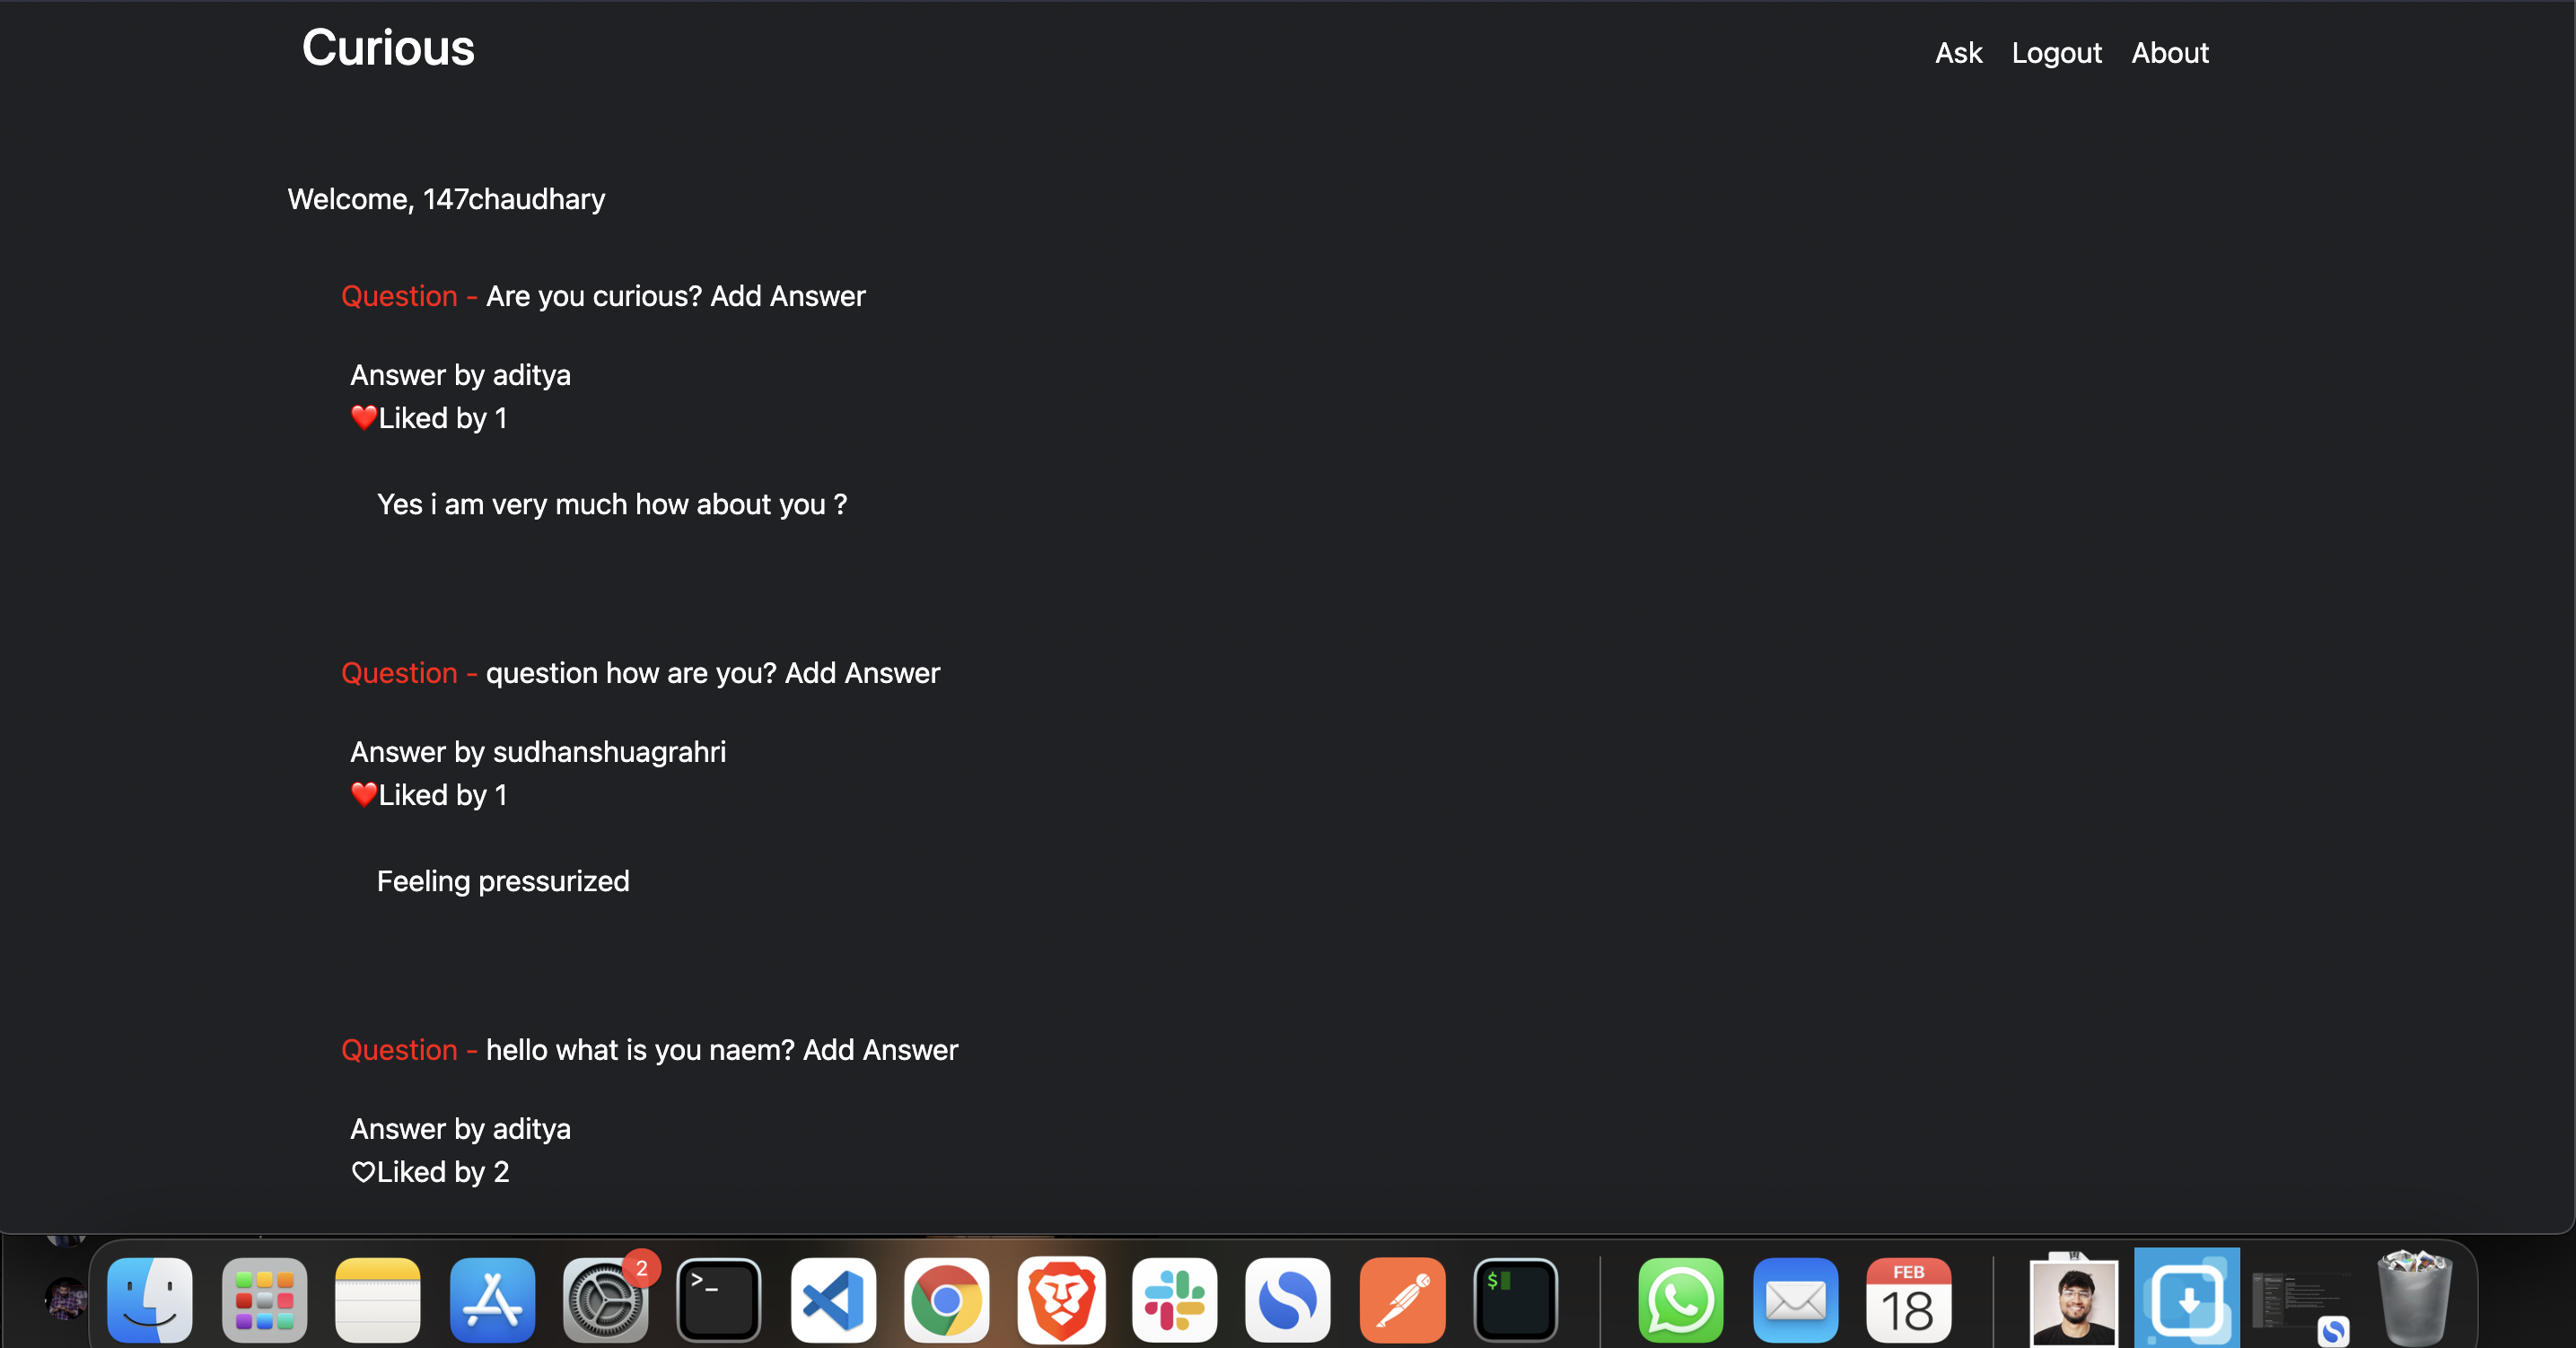 Curious
Ask Logout About
Welcome, 147chaudhary
Question - Are you curious? Add Answer
Answer by aditya
❤️Liked by 1
Yes i am very much how about you ?
Question - question how are you? Add Answer
Answer by sudhanshuagrahri
❤️Liked by 1
Feeling pressurized
Question - hello what is you naem? Add Answer
Answer by aditya
♡Liked by 2
2
>_
$
FEB
18